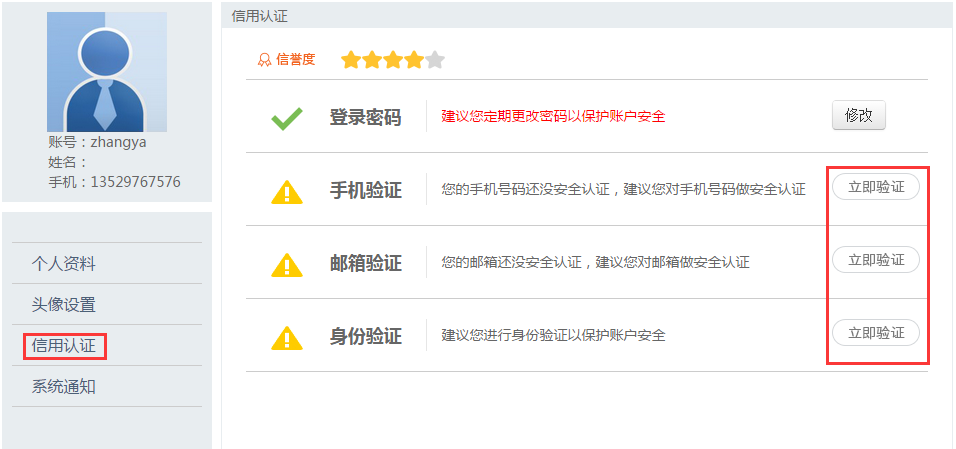 账号：zhangya
姓名：
手机：13529767576
个人资料
头像设置
信用认证
系统通知
信用认证
信誉度
登录密码 建议您定期更改密码以保护账户安全 修改
手机验证 您的手机号码还没安全认证，建议您对手机号码做安全认证 立即验证
邮箱验证 您的邮箱还没安全认证，建议您对邮箱做安全认证 立即验证
身份验证 建议您进行身份验证以保护账户安全 立即验证